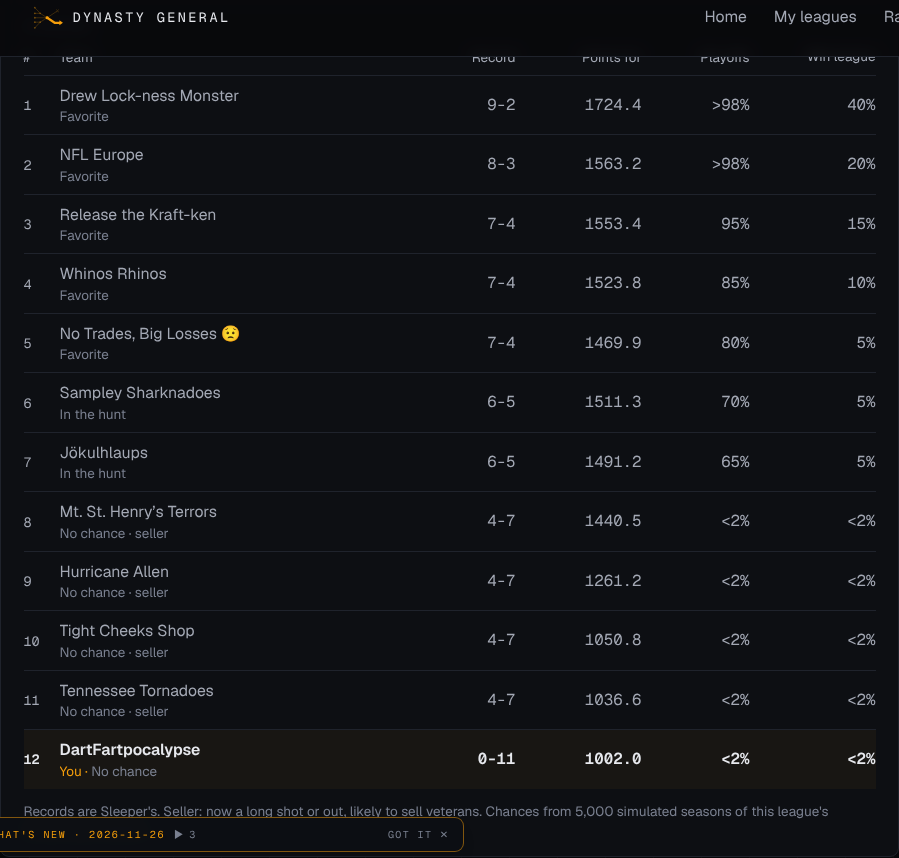 DYNASTY GENERAL
Home My leagues Ra
# Team Record Points for Playoffs Win league
1 Drew Lock-ness Monster 9-2 1724.4 >98% 40%
Favorite
2 NFL Europe 8-3 1563.2 >98% 20%
Favorite
3 Release the Kraft-ken 7-4 1553.4 95% 15%
Favorite
4 Whinos Rhinos 7-4 1523.8 85% 10%
Favorite
5 No Trades, Big Losses 😟 7-4 1469.9 80% 5%
Favorite
6 Sampley Sharknadoes 6-5 1511.3 70% 5%
In the hunt
7 Jökulhlaups 6-5 1491.2 65% 5%
In the hunt
8 Mt. St. Henry’s Terrors 4-7 1440.5 <2% <2%
No chance · seller
9 Hurricane Allen 4-7 1261.2 <2% <2%
No chance · seller
10 Tight Cheeks Shop 4-7 1050.8 <2% <2%
No chance · seller
11 Tennessee Tornadoes 4-7 1036.6 <2% <2%
No chance · seller
12 DartFartpocalypse 0-11 1002.0 <2% <2%
You · No chance
Records are Sleeper's. Seller: now a long shot or out, likely to sell veterans. Chances from 5,000 simulated seasons of this league's
HAT'S NEW · 2026-11-26 ▶ 3 GOT IT ×